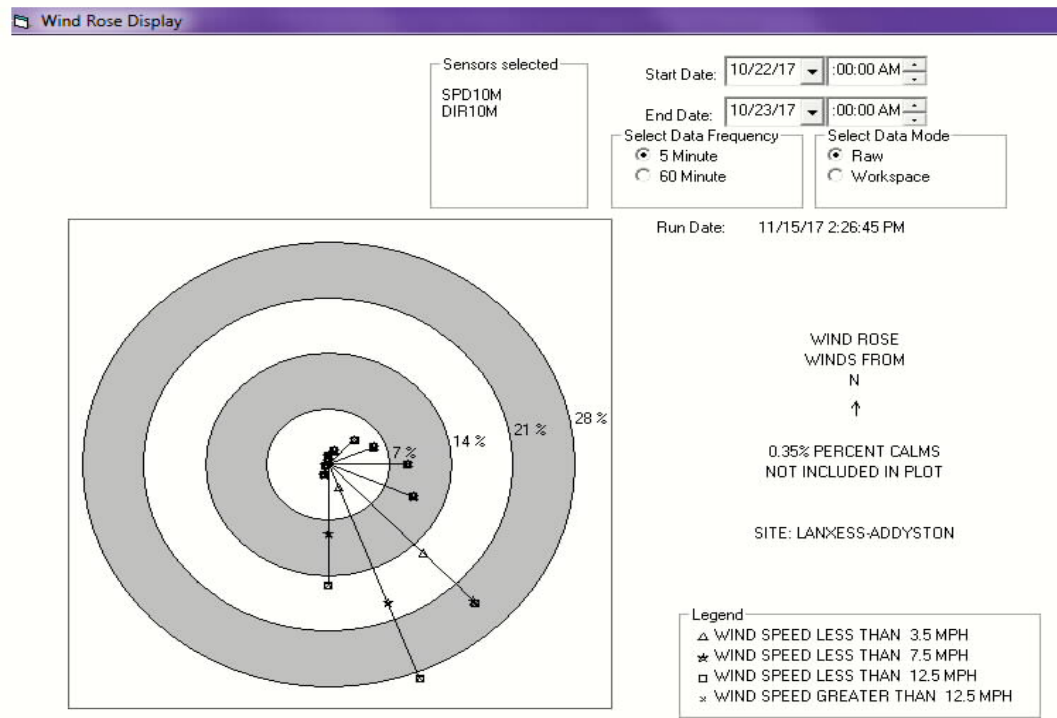 Wind Rose Display
Sensors selected
SPD10M
DIR10M
Start Date: 10/22/17 :00:00 AM
End Date: 10/23/17 :00:00 AM
Select Data Frequency
5 Minute
60 Minute
Select Data Mode
Raw
Workspace
Run Date: 11/15/17 2:26:45 PM
7 %
14 %
21 %
28 %
WIND ROSE
WINDS FROM
N
0.35% PERCENT CALMS
NOT INCLUDED IN PLOT
SITE: LANXESS-ADDYSTON
Legend
WIND SPEED LESS THAN 3.5 MPH
WIND SPEED LESS THAN 7.5 MPH
WIND SPEED LESS THAN 12.5 MPH
WIND SPEED GREATER THAN 12.5 MPH